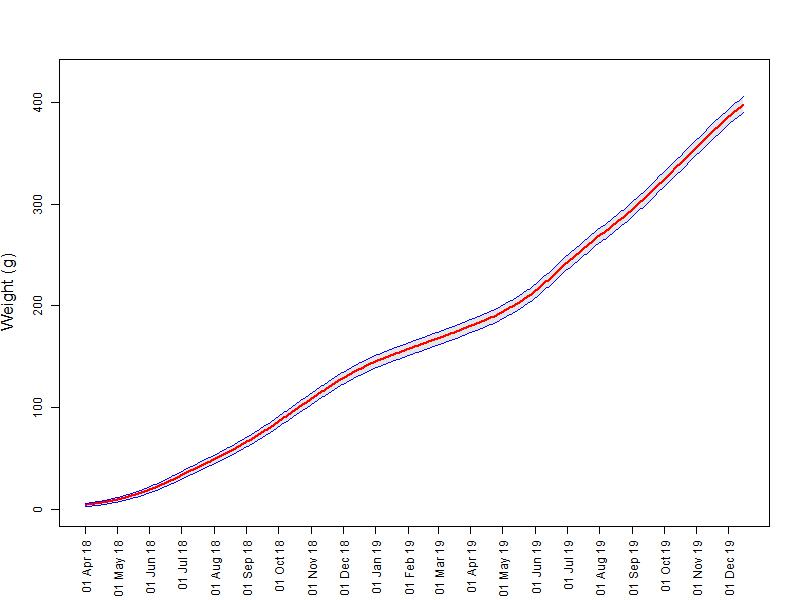 Weight (g)
400
300
200
100
0
01 Apr 18
01 May 18
01 Jun 18
01 Jul 18
01 Aug 18
01 Sep 18
01 Oct 18
01 Nov 18
01 Dec 18
01 Jan 19
01 Feb 19
01 Mar 19
01 Apr 19
01 May 19
01 Jun 19
01 Jul 19
01 Aug 19
01 Sep 19
01 Oct 19
01 Nov 19
01 Dec 19